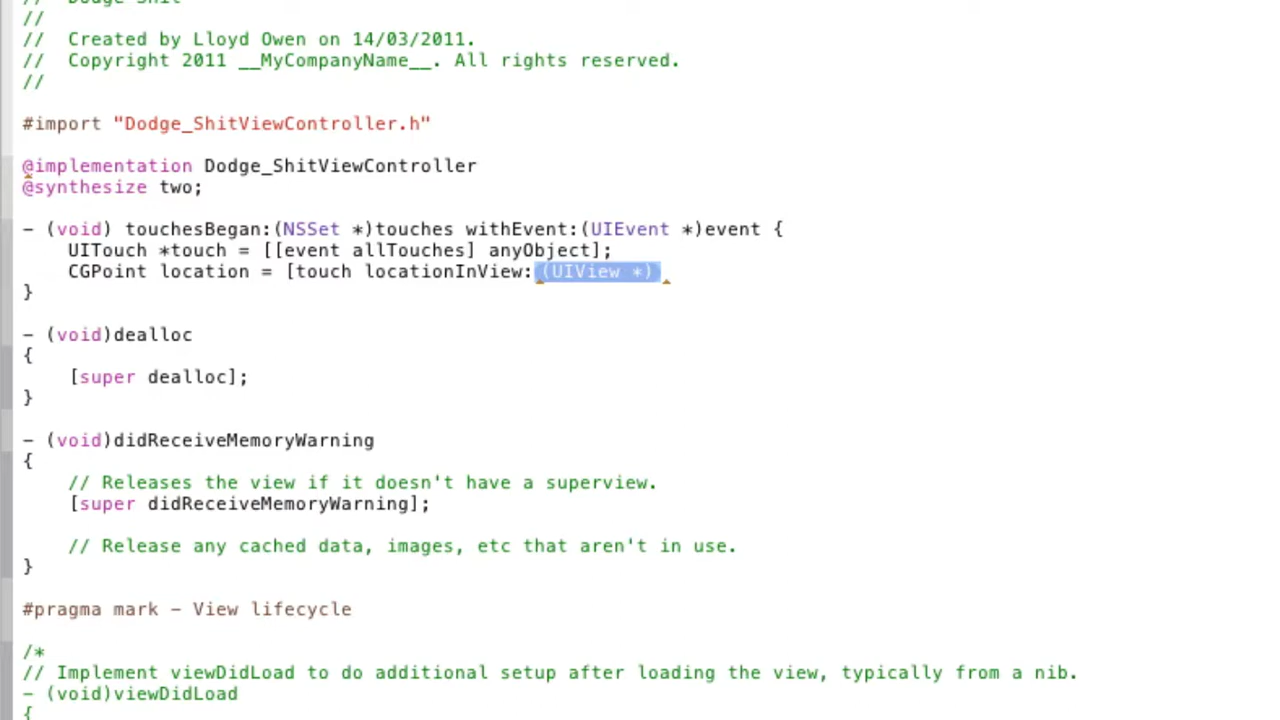 //
// Created by Lloyd Owen on 14/03/2011.
// Copyright 2011 __MyCompanyName__. All rights reserved.
//
#import "Dodge_ShitViewController.h"
@implementation Dodge_ShitViewController
@synthesize two;
- (void) touchesBegan:(NSSet *)touches withEvent:(UIEvent *)event {
UITouch *touch = [[event allTouches] anyObject];
CGPoint location = [touch locationInView:(UIView *)
}
- (void)dealloc
{
[super dealloc];
}
- (void)didReceiveMemoryWarning
{
// Releases the view if it doesn't have a superview.
[super didReceiveMemoryWarning];
// Release any cached data, images, etc that aren't in use.
}
#pragma mark - View lifecycle
/*
// Implement viewDidLoad to do additional setup after loading the view, typically from a nib.
- (void)viewDidLoad
{